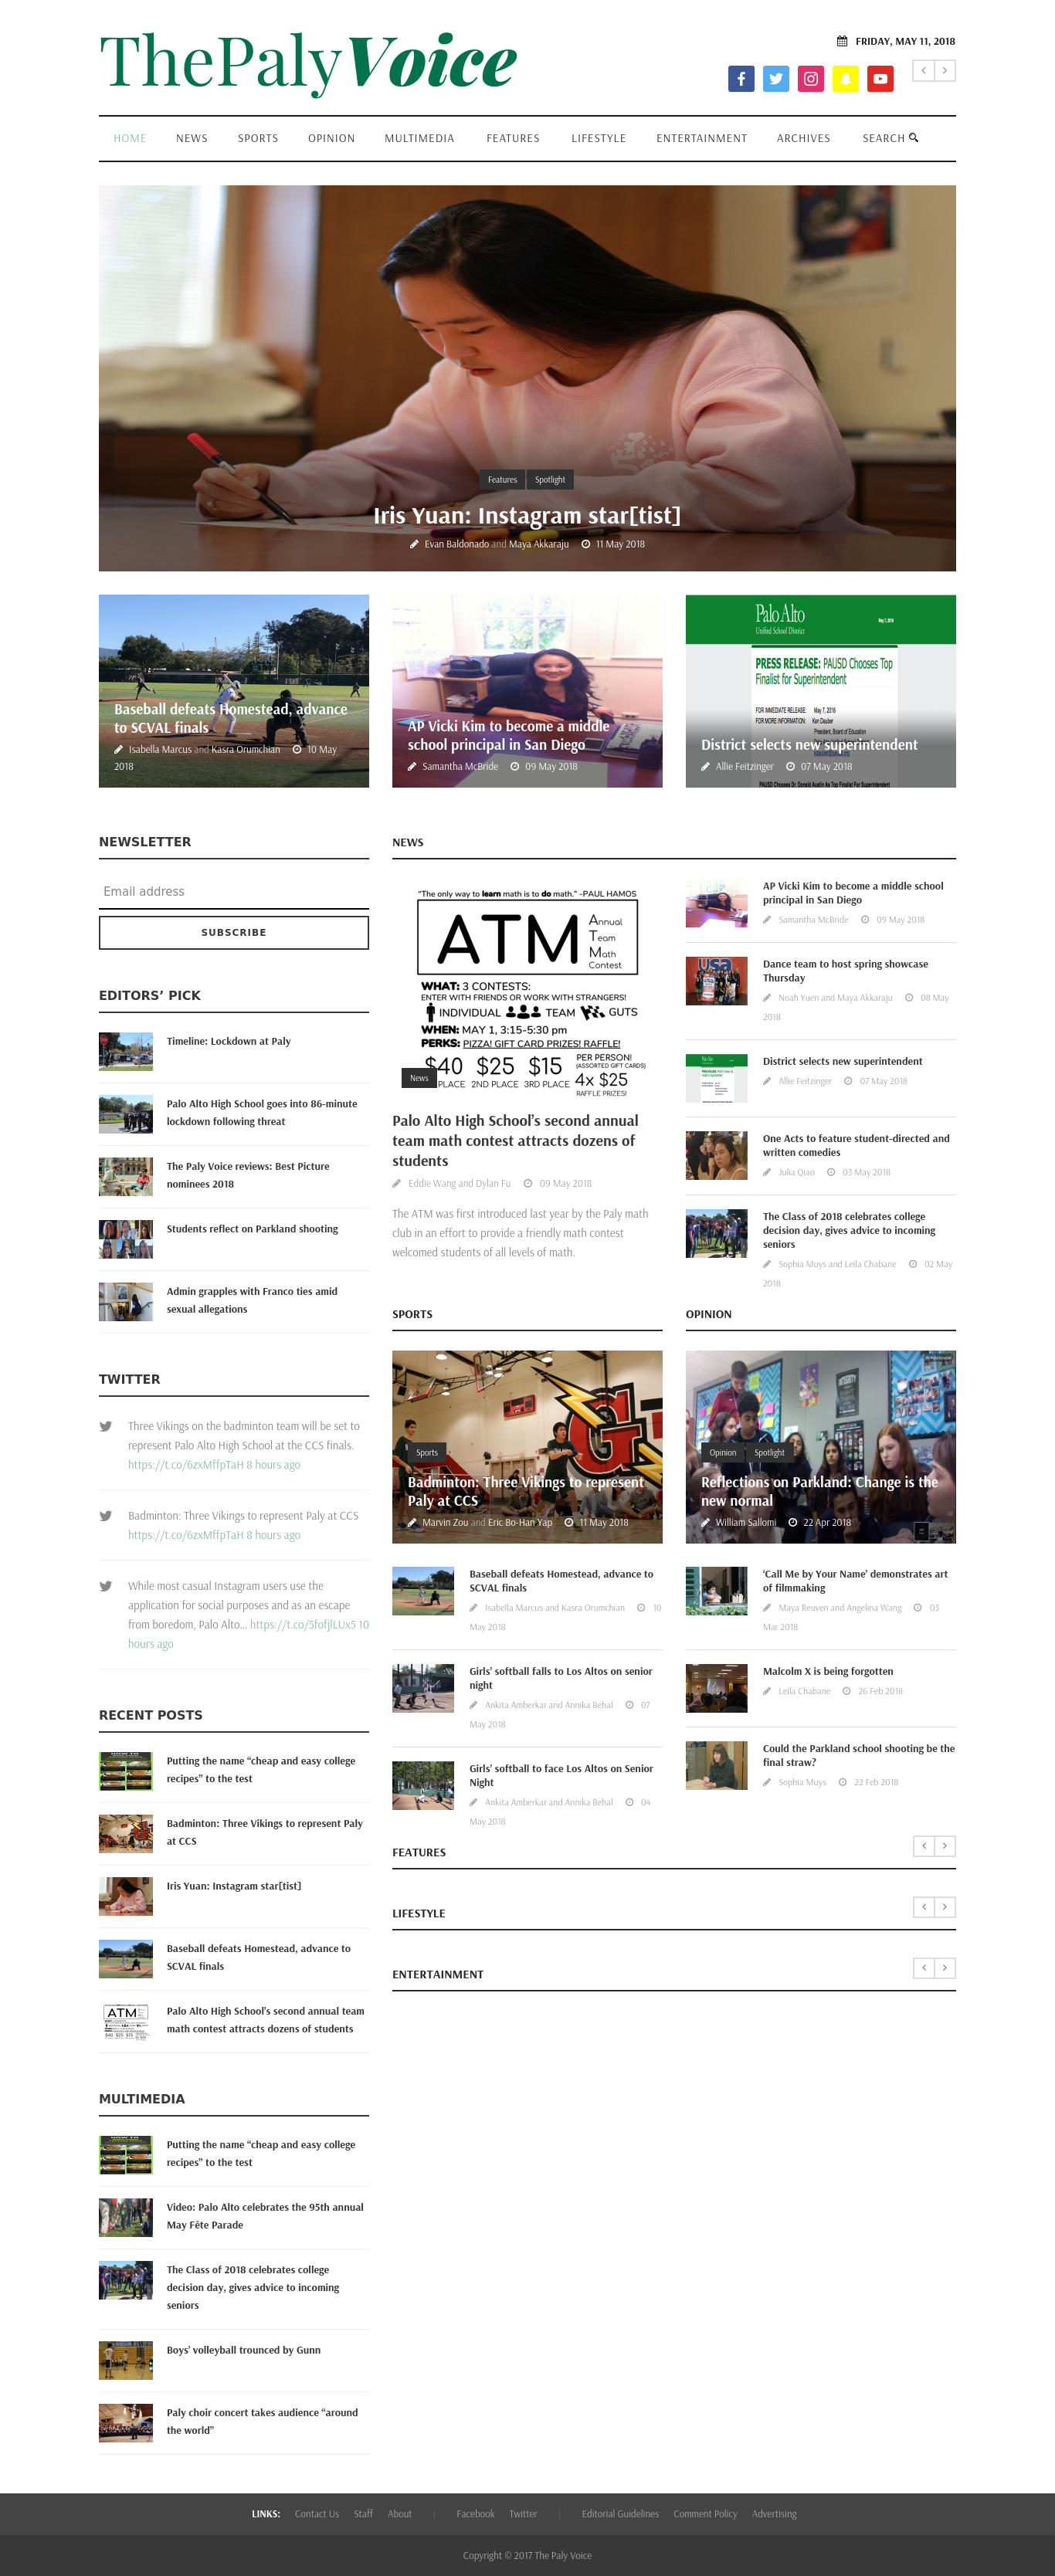 ThePalyVoice
FRIDAY, MAY 11, 2018
HOME NEWS SPORTS OPINION MULTIMEDIA FEATURES LIFESTYLE ENTERTAINMENT ARCHIVES SEARCH
Features Spotlight
Iris Yuan: Instagram star[tist]
Evan Baldonado and Maya Akkaraju 11 May 2018
Baseball defeats Homestead, advance
to SCVAL finals
Isabella Marcus and Kasra Orumchian 10 May
2018
AP Vicki Kim to become a middle
school principal in San Diego
Samantha McBride 09 May 2018
Palo Alto
Unified School District
May 7, 2018
PRESS RELEASE: PAUSD Chooses Top
Finalist for Superintendent
FOR IMMEDIATE RELEASE: May 7, 2018
FOR MORE INFORMATION: Ken Dauber
President, Board of Education
District selects new superintendent
Allie Feitzinger 07 May 2018
PAUSD Chooses Dr. Donald Austin As Top Finalist For Superintendent
NEWSLETTER
Email address
SUBSCRIBE
EDITORS’ PICK
Timeline: Lockdown at Paly
Palo Alto High School goes into 86-minute
lockdown following threat
The Paly Voice reviews: Best Picture
nominees 2018
Students reflect on Parkland shooting
Admin grapples with Franco ties amid
sexual allegations
TWITTER
Three Vikings on the badminton team will be set to
represent Palo Alto High School at the CCS finals.
https://t.co/6zxMffpTaH 8 hours ago
Badminton: Three Vikings to represent Paly at CCS
https://t.co/6zxMffpTaH 8 hours ago
While most casual Instagram users use the
application for social purposes and as an escape
from boredom, Palo Alto... https://t.co/5fofjlLUx5 10
hours ago
RECENT POSTS
Putting the name “cheap and easy college
recipes” to the test
Badminton: Three Vikings to represent Paly
at CCS
Iris Yuan: Instagram star[tist]
Baseball defeats Homestead, advance to
SCVAL finals
Palo Alto High School’s second annual team
math contest attracts dozens of students
MULTIMEDIA
Putting the name “cheap and easy college
recipes” to the test
Video: Palo Alto celebrates the 95th annual
May Fête Parade
The Class of 2018 celebrates college
decision day, gives advice to incoming
seniors
Boys’ volleyball trounced by Gunn
Paly choir concert takes audience “around
the world”
NEWS
“The only way to learn math is to do math.” -PAUL HAMOS
ATM
Annual
Team
Math
Contest
WHAT: 3 CONTESTS:
ENTER WITH FRIENDS OR WORK WITH STRANGERS!
INDIVIDUAL TEAM GUTS
WHEN: MAY 1, 3:15-5:30 pm
PERKS: PIZZA! GIFT CARD PRIZES! RAFFLE!
$40 $25 $15
PLACE 2ND PLACE 3RD PLACE
PER PERSON!
(ASSORTED GIFT CARDS)
4x $25
RAFFLE PRIZES!
News
Palo Alto High School’s second annual
team math contest attracts dozens of
students
Eddie Wang and Dylan Fu 09 May 2018
The ATM was first introduced last year by the Paly math
club in an effort to provide a friendly math contest
welcomed students of all levels of math.
AP Vicki Kim to become a middle school
principal in San Diego
Samantha McBride 09 May 2018
USA
Dance team to host spring showcase
Thursday
Noah Yuen and Maya Akkaraju 08 May
2018
District selects new superintendent
Allie Feitzinger 07 May 2018
One Acts to feature student-directed and
written comedies
Julia Qiao 03 May 2018
The Class of 2018 celebrates college
decision day, gives advice to incoming
seniors
Sophia Muys and Leila Chabane 02 May
2018
SPORTS
Sports
Badminton: Three Vikings to represent
Paly at CCS
Marvin Zou and Eric Bo-Han Yap 11 May 2018
Baseball defeats Homestead, advance to
SCVAL finals
Isabella Marcus and Kasra Orumchian 10
May 2018
Girls’ softball falls to Los Altos on senior
night
Ankita Amberkar and Annika Behal 07
May 2018
Girls’ softball to face Los Altos on Senior
Night
Ankita Amberkar and Annika Behal 04
May 2018
OPINION
Opinion Spotlight
Reflections on Parkland: Change is the
new normal
William Sallomi 22 Apr 2018
‘Call Me by Your Name’ demonstrates art
of filmmaking
Maya Reuven and Angelina Wang 03
Mar 2018
Malcolm X is being forgotten
Leila Chabane 26 Feb 2018
Could the Parkland school shooting be the
final straw?
Sophia Muys 22 Feb 2018
FEATURES
LIFESTYLE
ENTERTAINMENT
LINKS: Contact Us Staff About Facebook Twitter Editorial Guidelines Comment Policy Advertising
Copyright © 2017 The Paly Voice